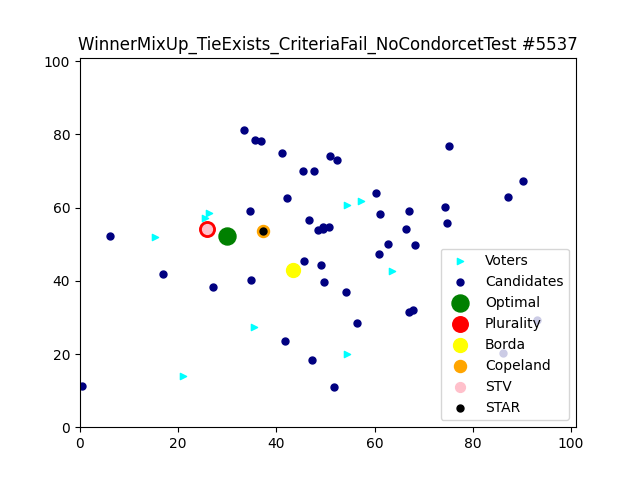 WinnerMixUp_TieExists_CriteriaFail_NoCondorcetTest #5537
100
80
60
40
20
0
0 20 40 60 80 100
Voters
Candidates
Optimal
Plurality
Borda
Copeland
STV
STAR